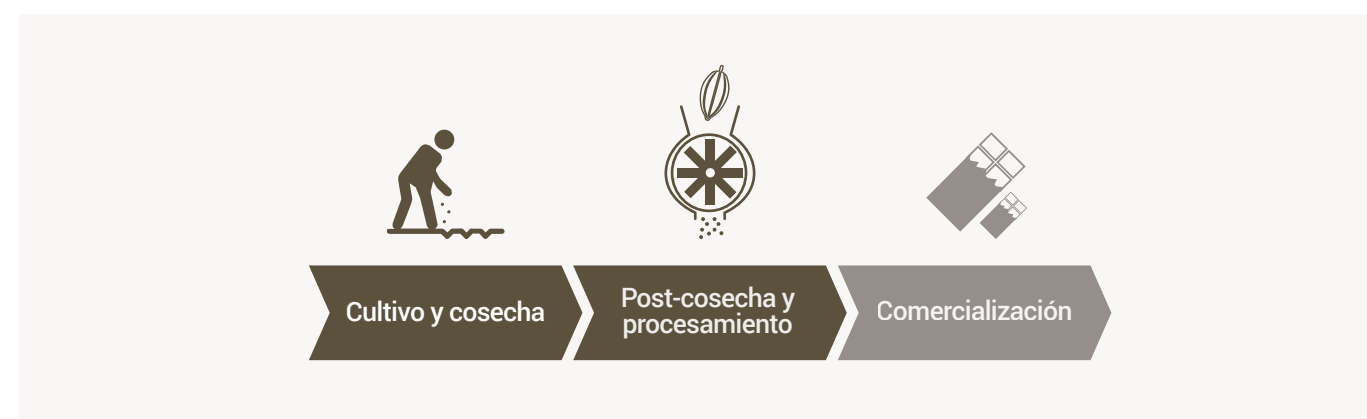 Cultivo y cosecha
Post-cosecha y
procesamiento
Comercialización